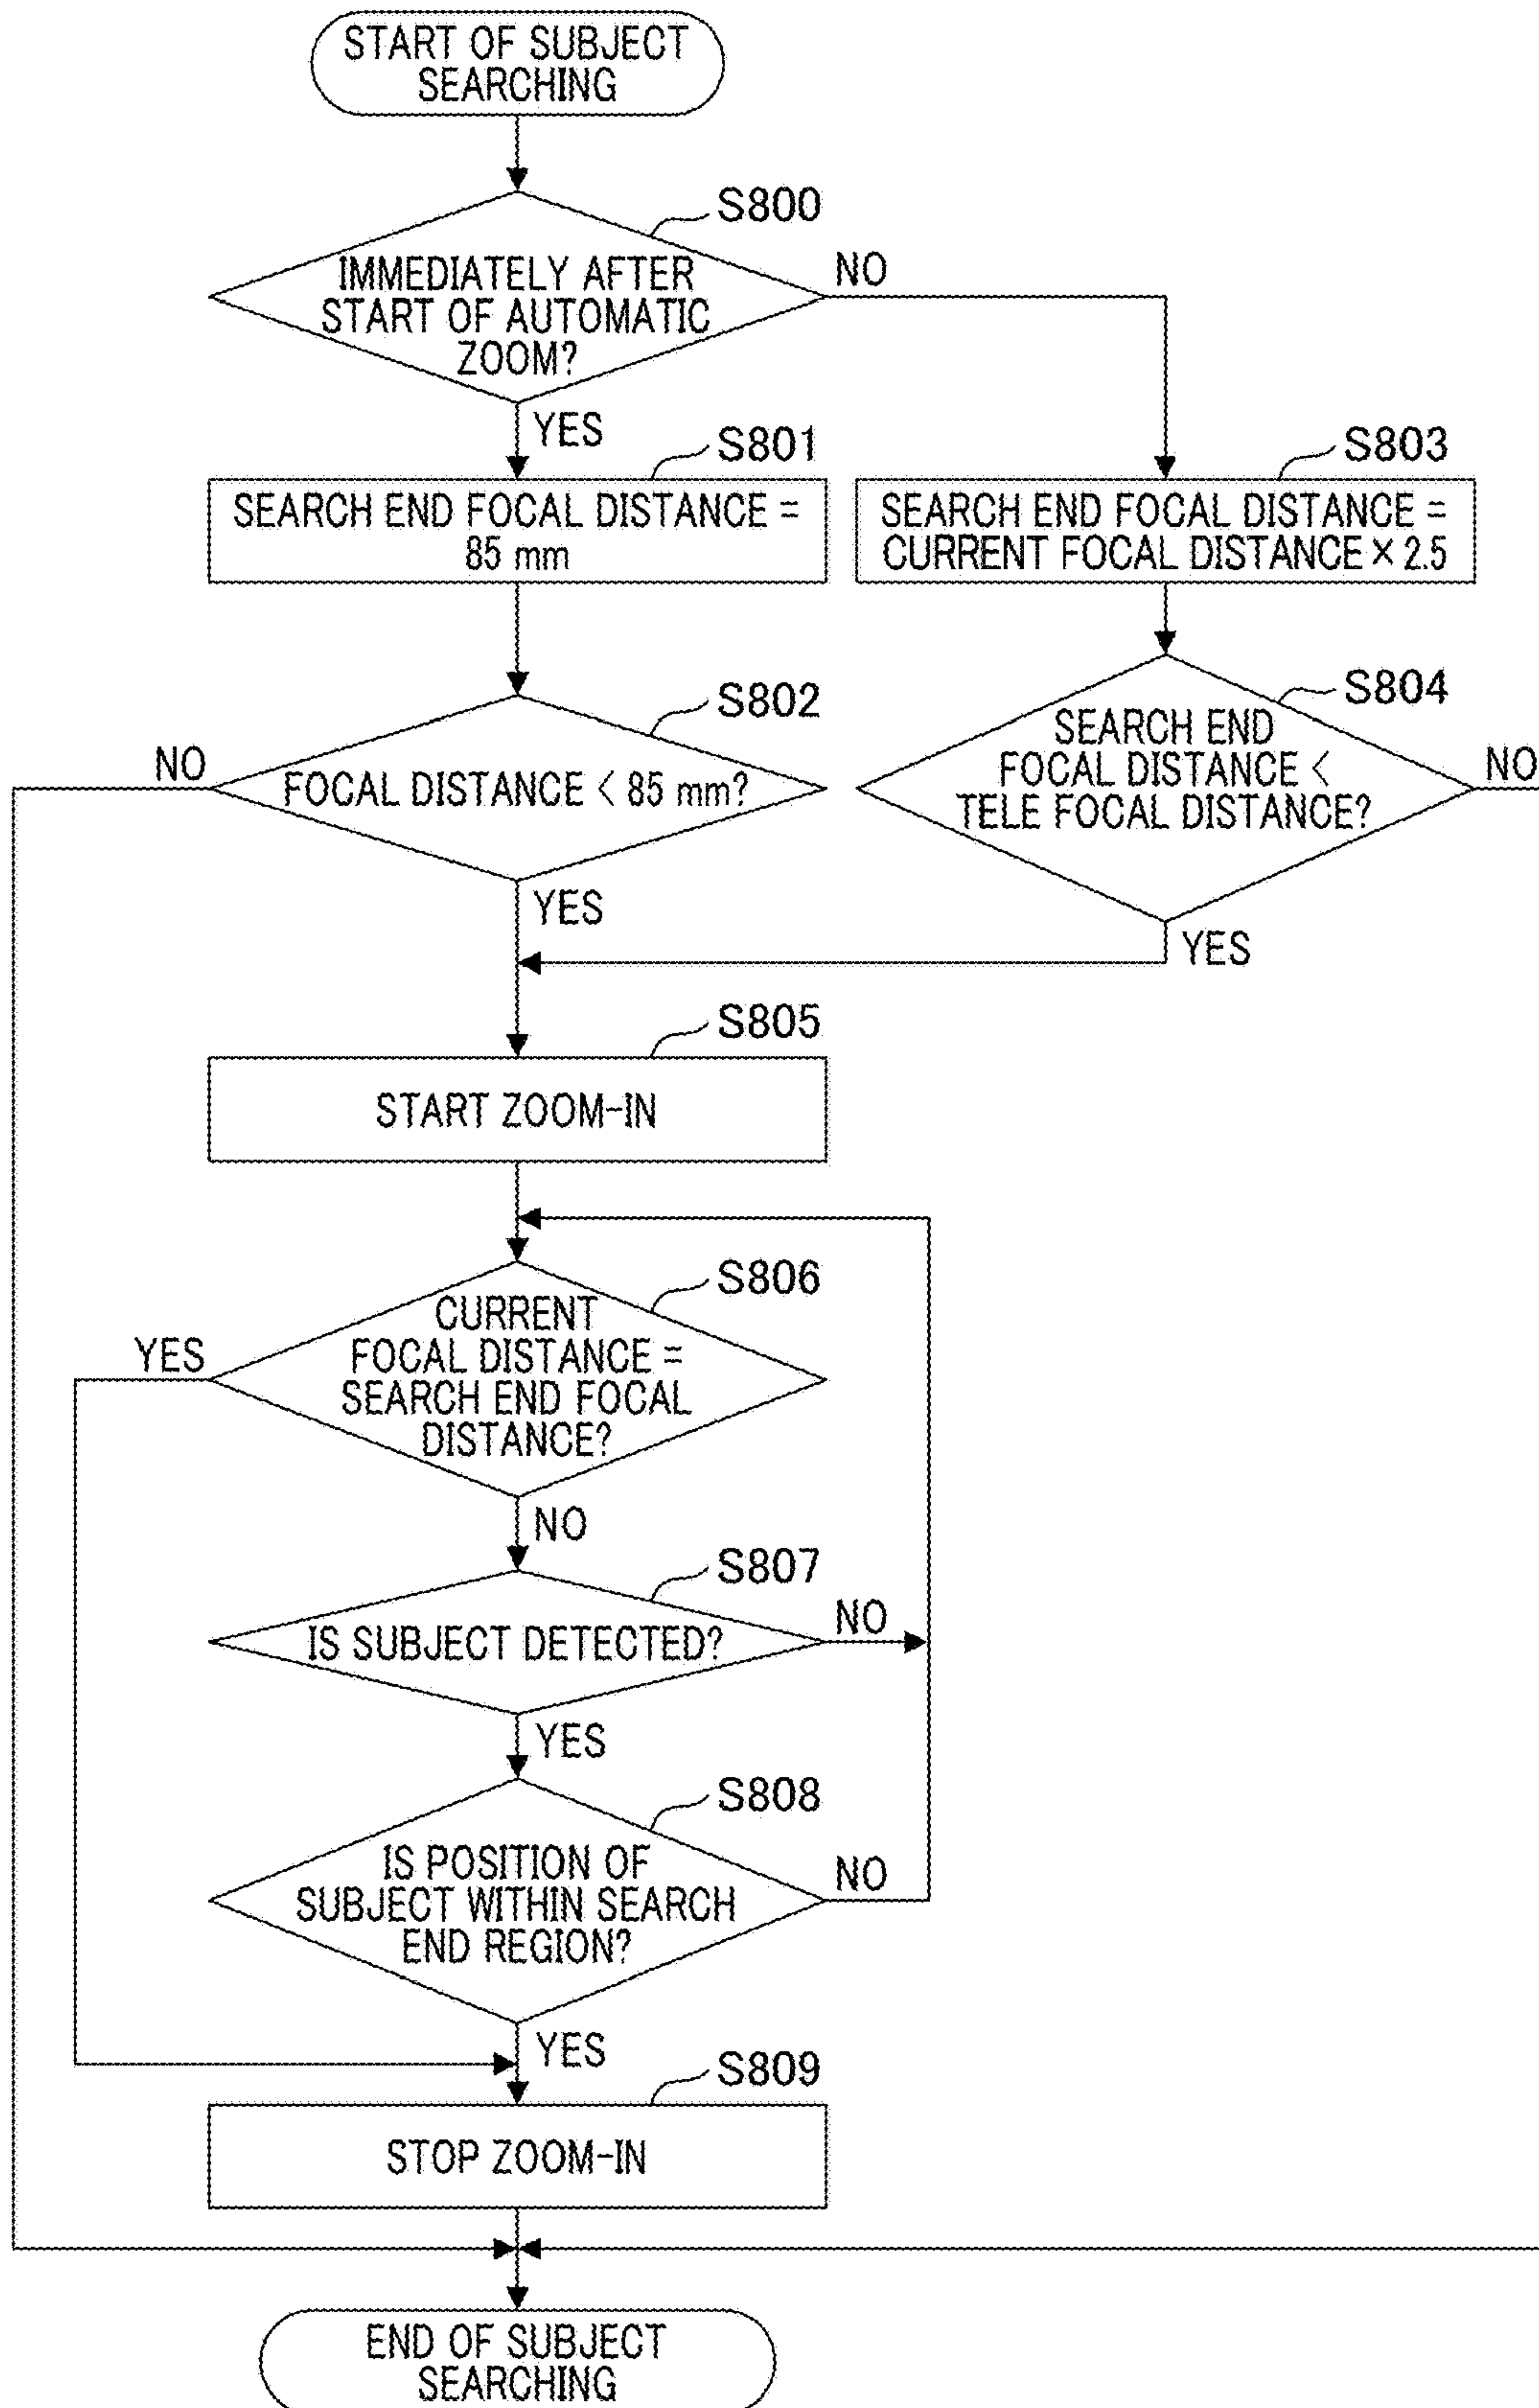 START OF SUBJECT
SEARCHING
S800
IMMEDIATELY AFTER
START OF AUTOMATIC
ZOOM?
NO
YES
S801
SEARCH END FOCAL DISTANCE =
85 mm
S803
SEARCH END FOCAL DISTANCE =
CURRENT FOCAL DISTANCE × 2.5
S802
NO
FOCAL DISTANCE < 85 mm?
YES
S804
SEARCH END
FOCAL DISTANCE <
TELE FOCAL DISTANCE?
NO
YES
S805
START ZOOM-IN
S806
CURRENT
FOCAL DISTANCE =
SEARCH END FOCAL
DISTANCE?
YES
NO
S807
IS SUBJECT DETECTED?
NO
YES
S808
IS POSITION OF
SUBJECT WITHIN SEARCH
END REGION?
NO
YES
S809
STOP ZOOM-IN
END OF SUBJECT
SEARCHING